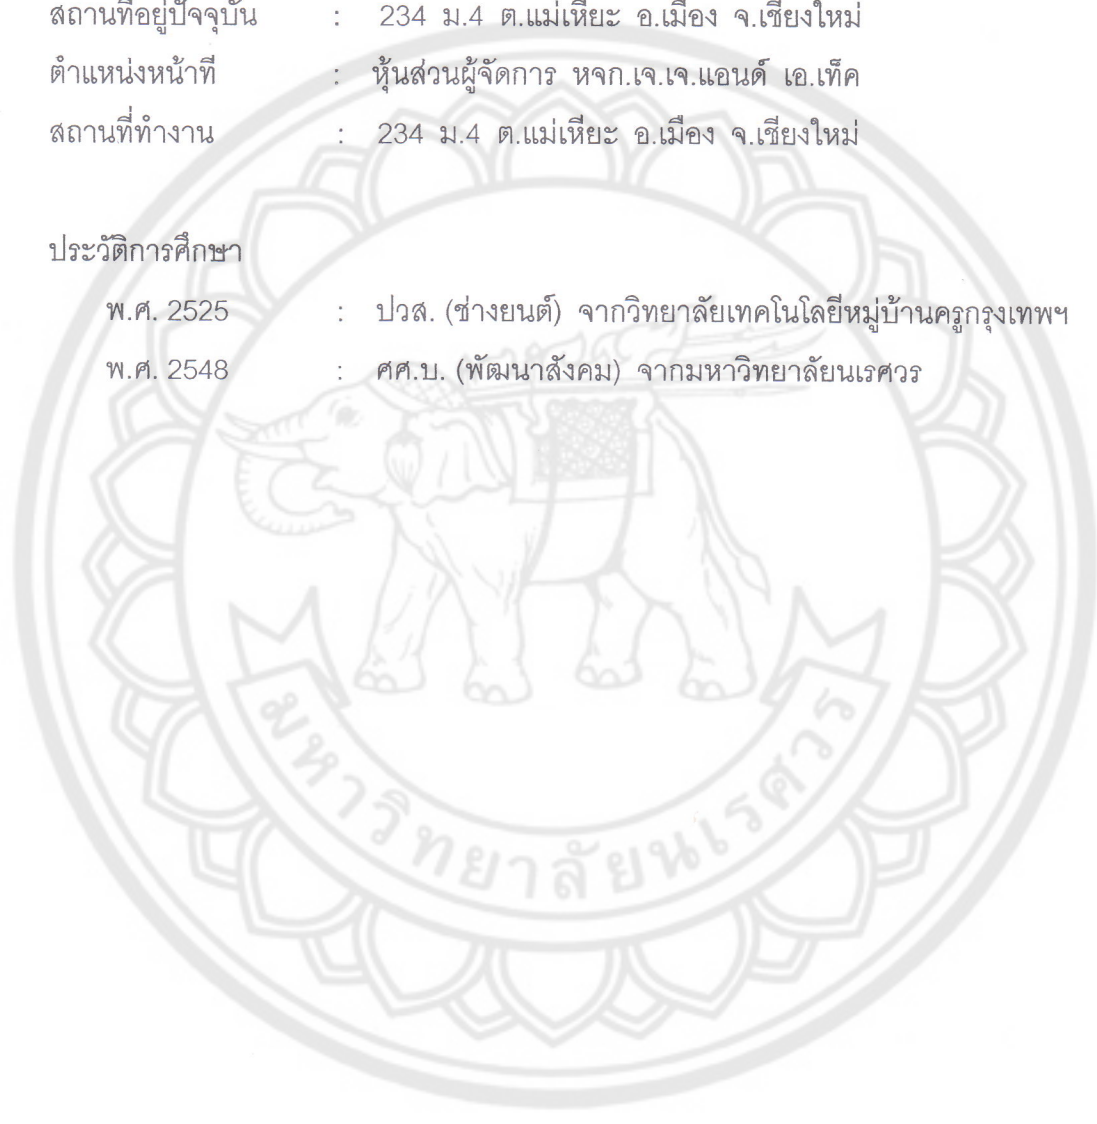 สถานที่อยู่ปัจจุบัน : 234 ม.4 ต.แม่เหียะ อ.เมือง จ.เชียงใหม่
ตำแหน่งหน้าที่ : หุ้นส่วนผู้จัดการ หจก.เจ.เจ.แอนด์ เอ.เท็ค
สถานที่ทำงาน : 234 ม.4 ต.แม่เหียะ อ.เมือง จ.เชียงใหม่
ประวัติการศึกษา
พ.ศ. 2525 : ปวส. (ช่างยนต์) จากวิทยาลัยเทคโนโลยีหมู่บ้านครูกรุงเทพฯ
พ.ศ. 2548 : ศศ.บ. (พัฒนาสังคม) จากมหาวิทยาลัยนเรศวร
มหาวิทยาลัยนเรศวร